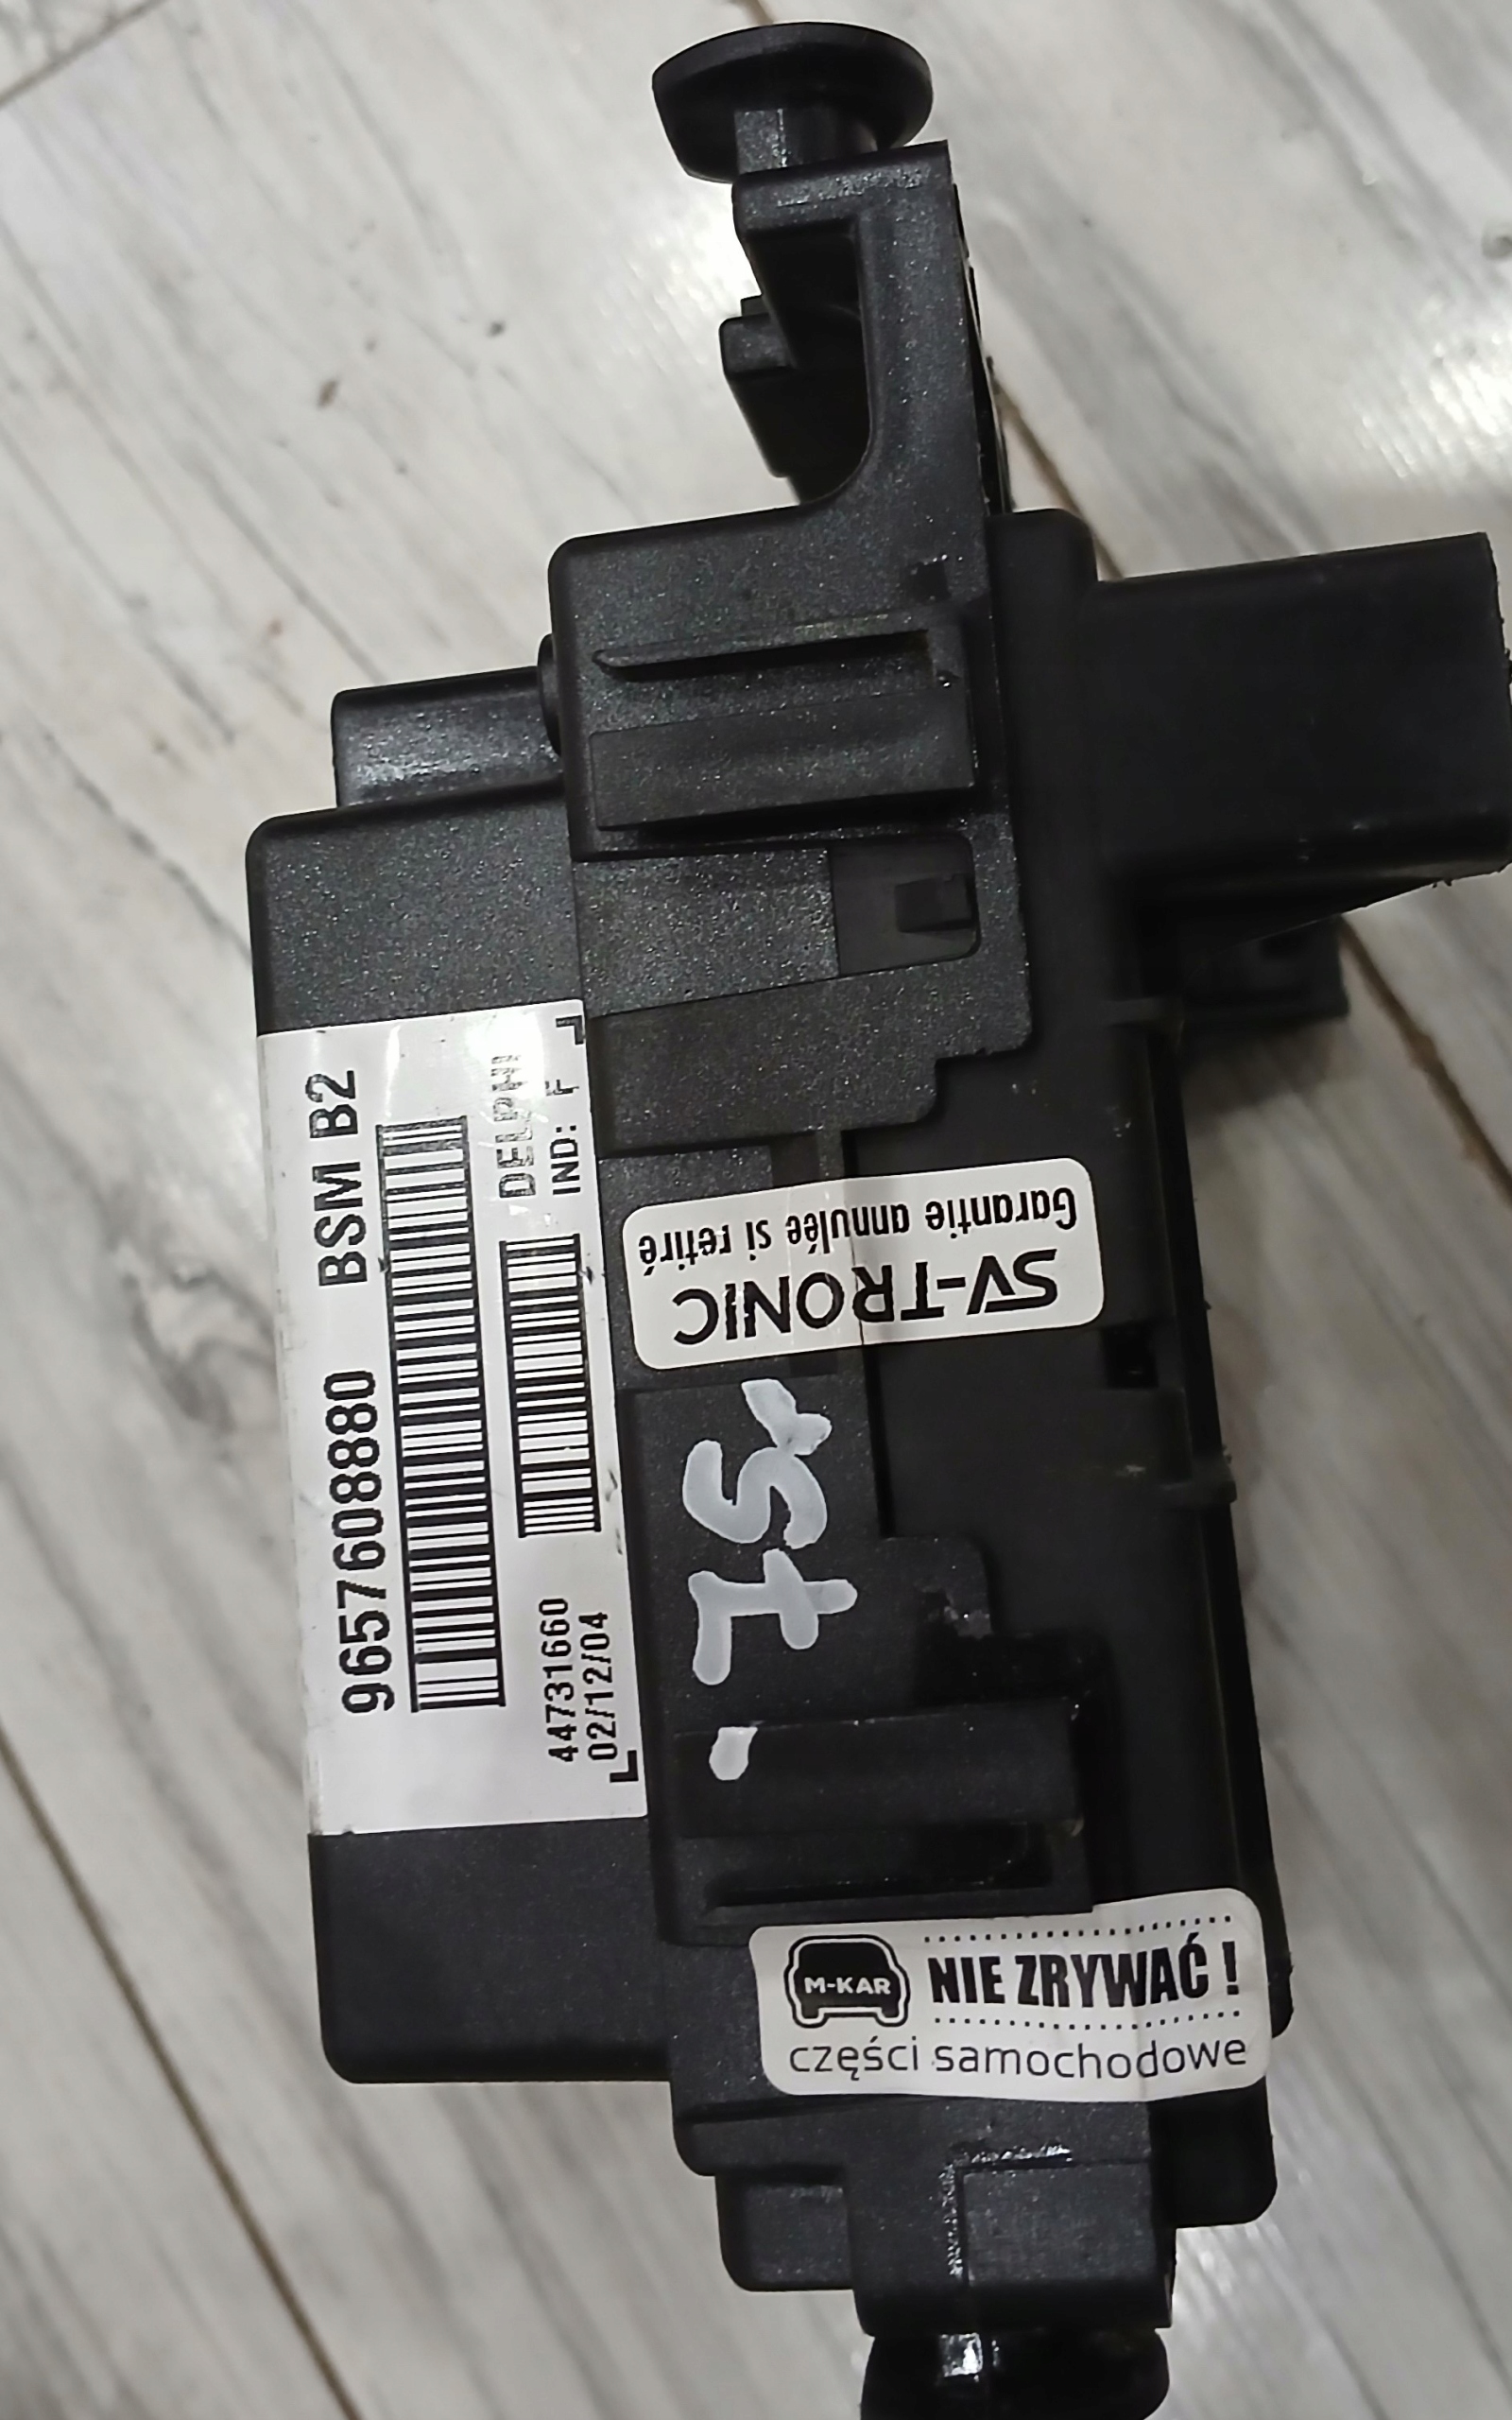 9657608880 BSM B2
DELPHI
IND: F
44731660
02/12/04
SV-TRONIC
Garantie annulée si retiré
M-KAR
NIE ZRYWAĆ !
części samochodowe